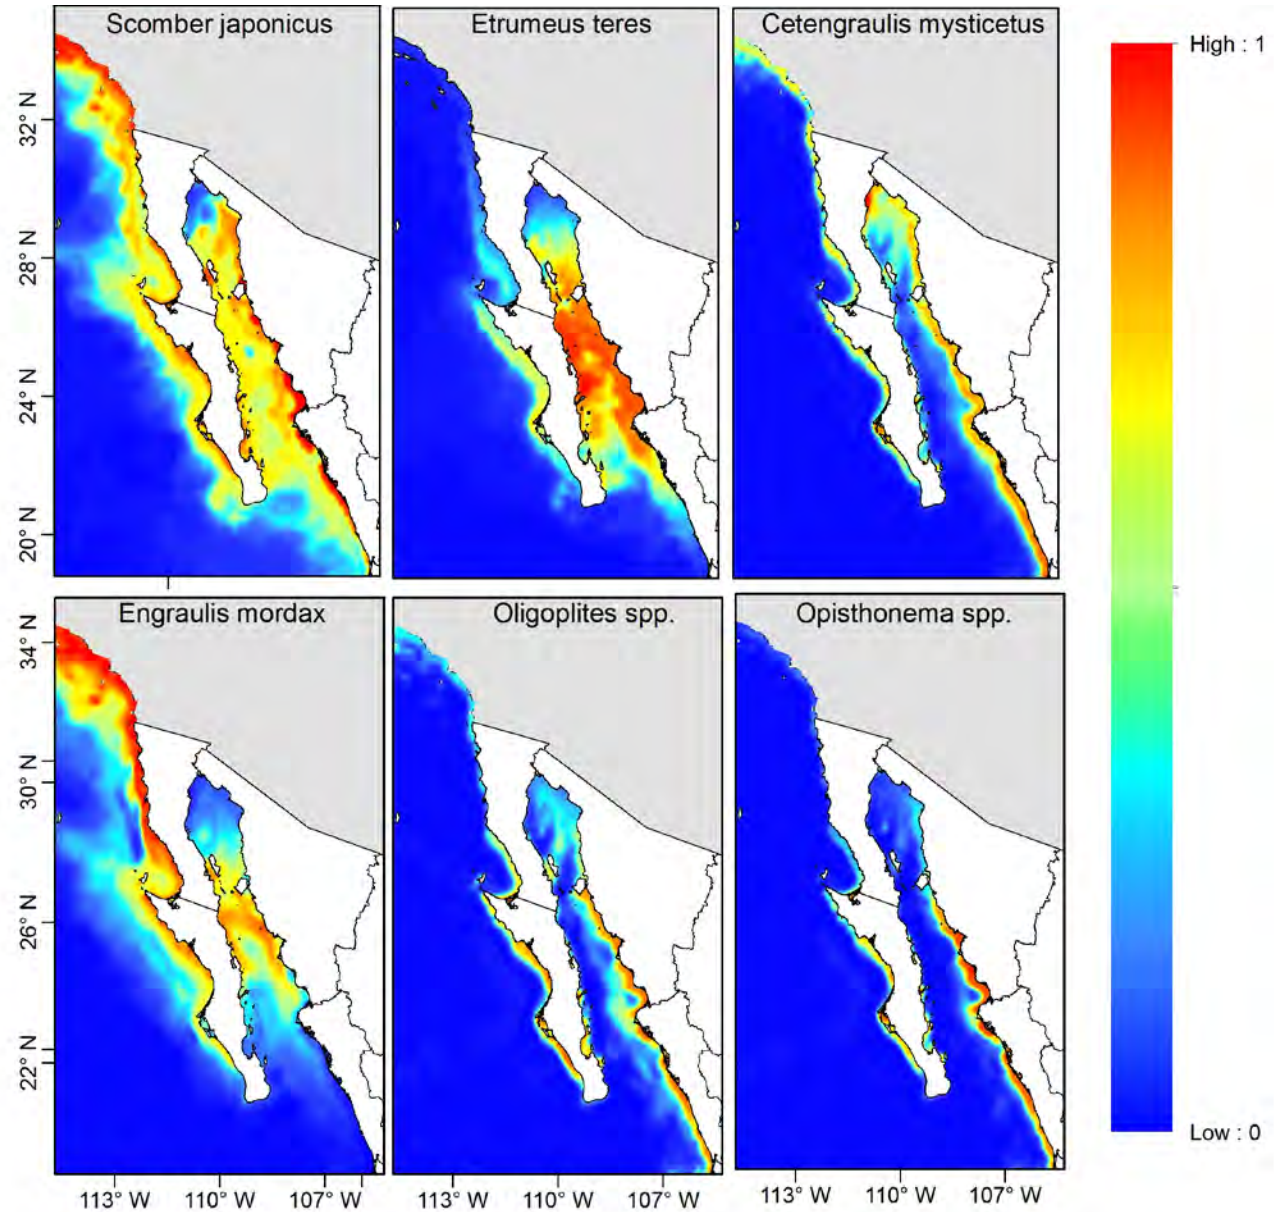 Scomber japonicus
Etrumeus teres
Cetengraulis mysticetus
High : 1
32° N
28° N
24° N
20° N
Engraulis mordax
Oligoplites spp.
Opisthonema spp.
34° N
30° N
26° N
22° N
Low : 0
113° W
110° W
107° W
113° W
110° W
107° W
113° W
110° W
107° W